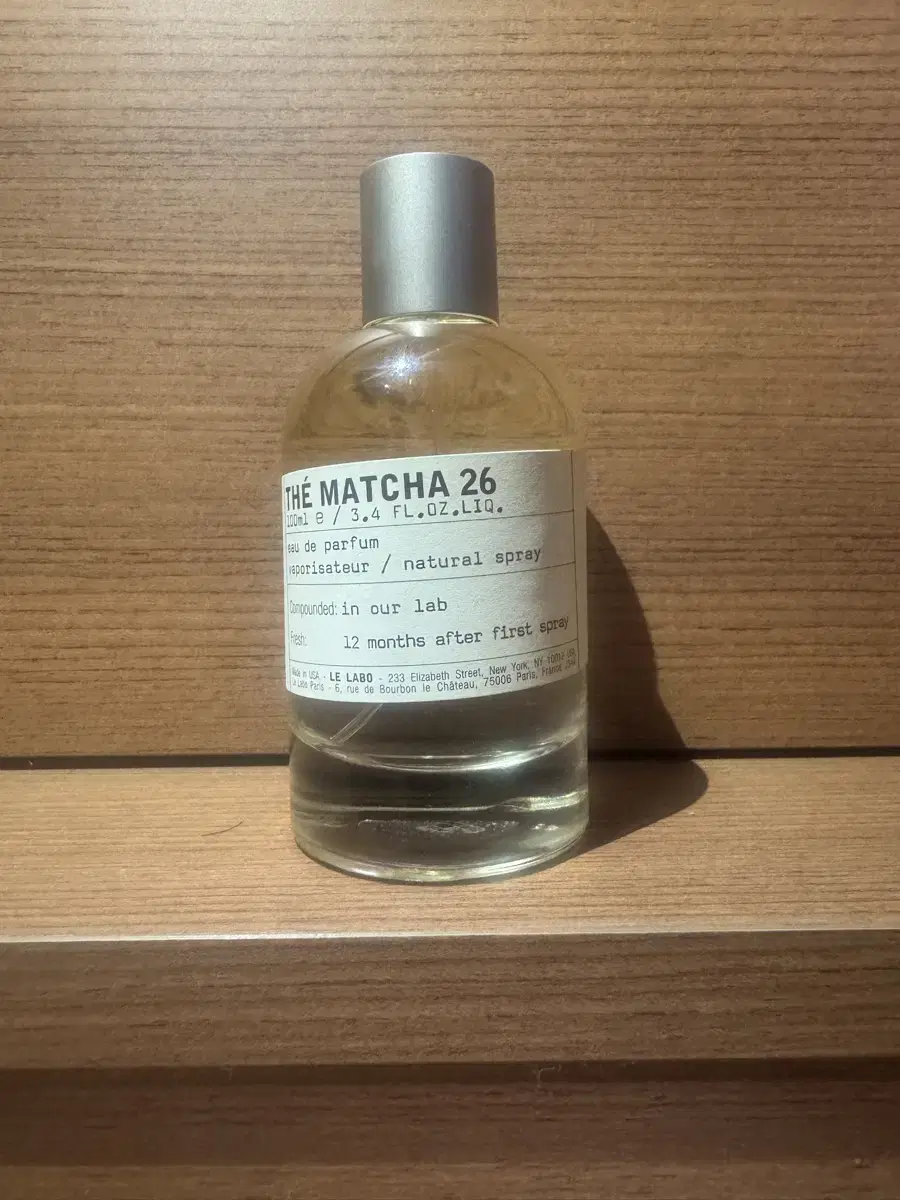 THÉ MATCHA 26
100ml e / 3.4 FL.OZ.LIQ.
eau de parfum
vaporisateur / natural spray
Compounded: in our lab
Fresh: 12 months after first spray
Made in USA - LE LABO - 233 Elizabeth Street, New York, NY 10012 USA
Le Labo Paris - 6, rue de Bourbon le Château, 75006 Paris, France